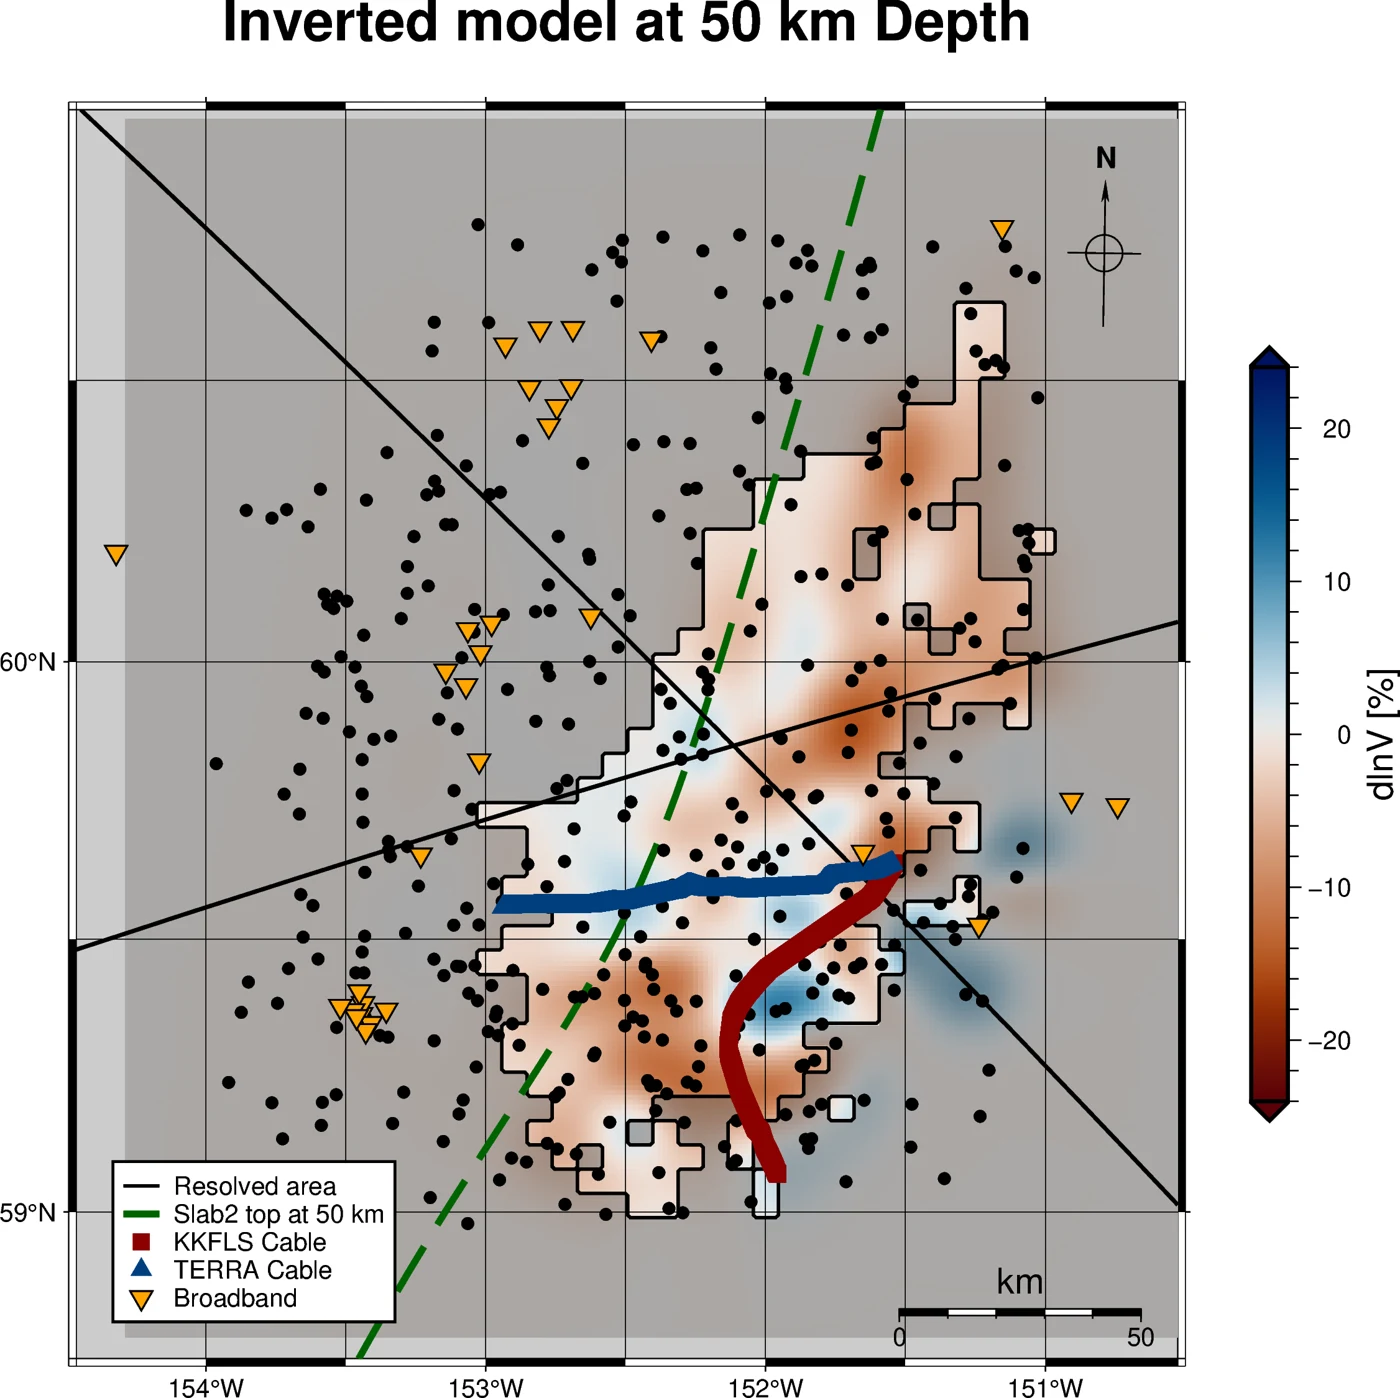 Inverted model at 50 km Depth
N
20
10
0
−10
−20
dlnV [%]
60°N
59°N
Resolved area
Slab2 top at 50 km
KKFLS Cable
TERRA Cable
Broadband
km
0 50
154°W 153°W 152°W 151°W